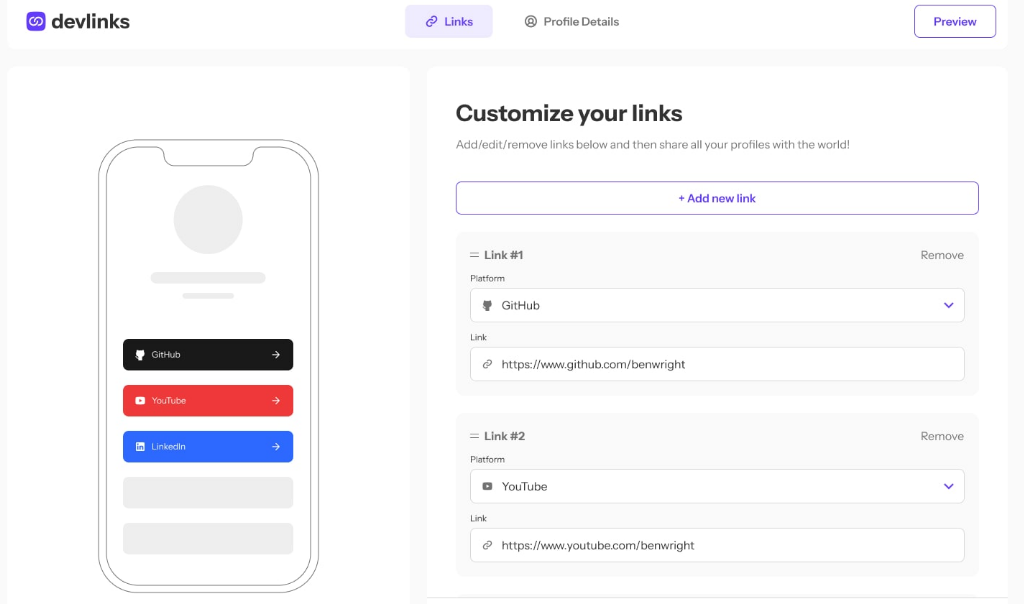 devlinks
Links
Profile Details
Preview
GitHub
YouTube
LinkedIn
Customize your links
Add/edit/remove links below and then share all your profiles with the world!
+ Add new link
Link #1
Remove
Platform
GitHub
Link
https://www.github.com/benwright
Link #2
Remove
Platform
YouTube
Link
https://www.youtube.com/benwright